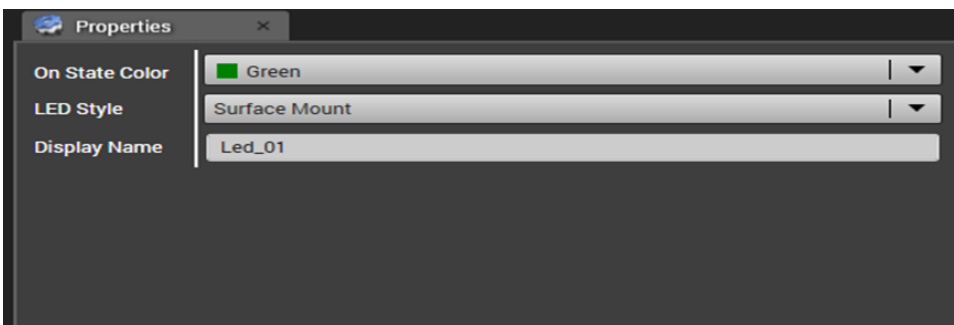 Properties
On State Color Green
LED Style Surface Mount
Display Name Led_01